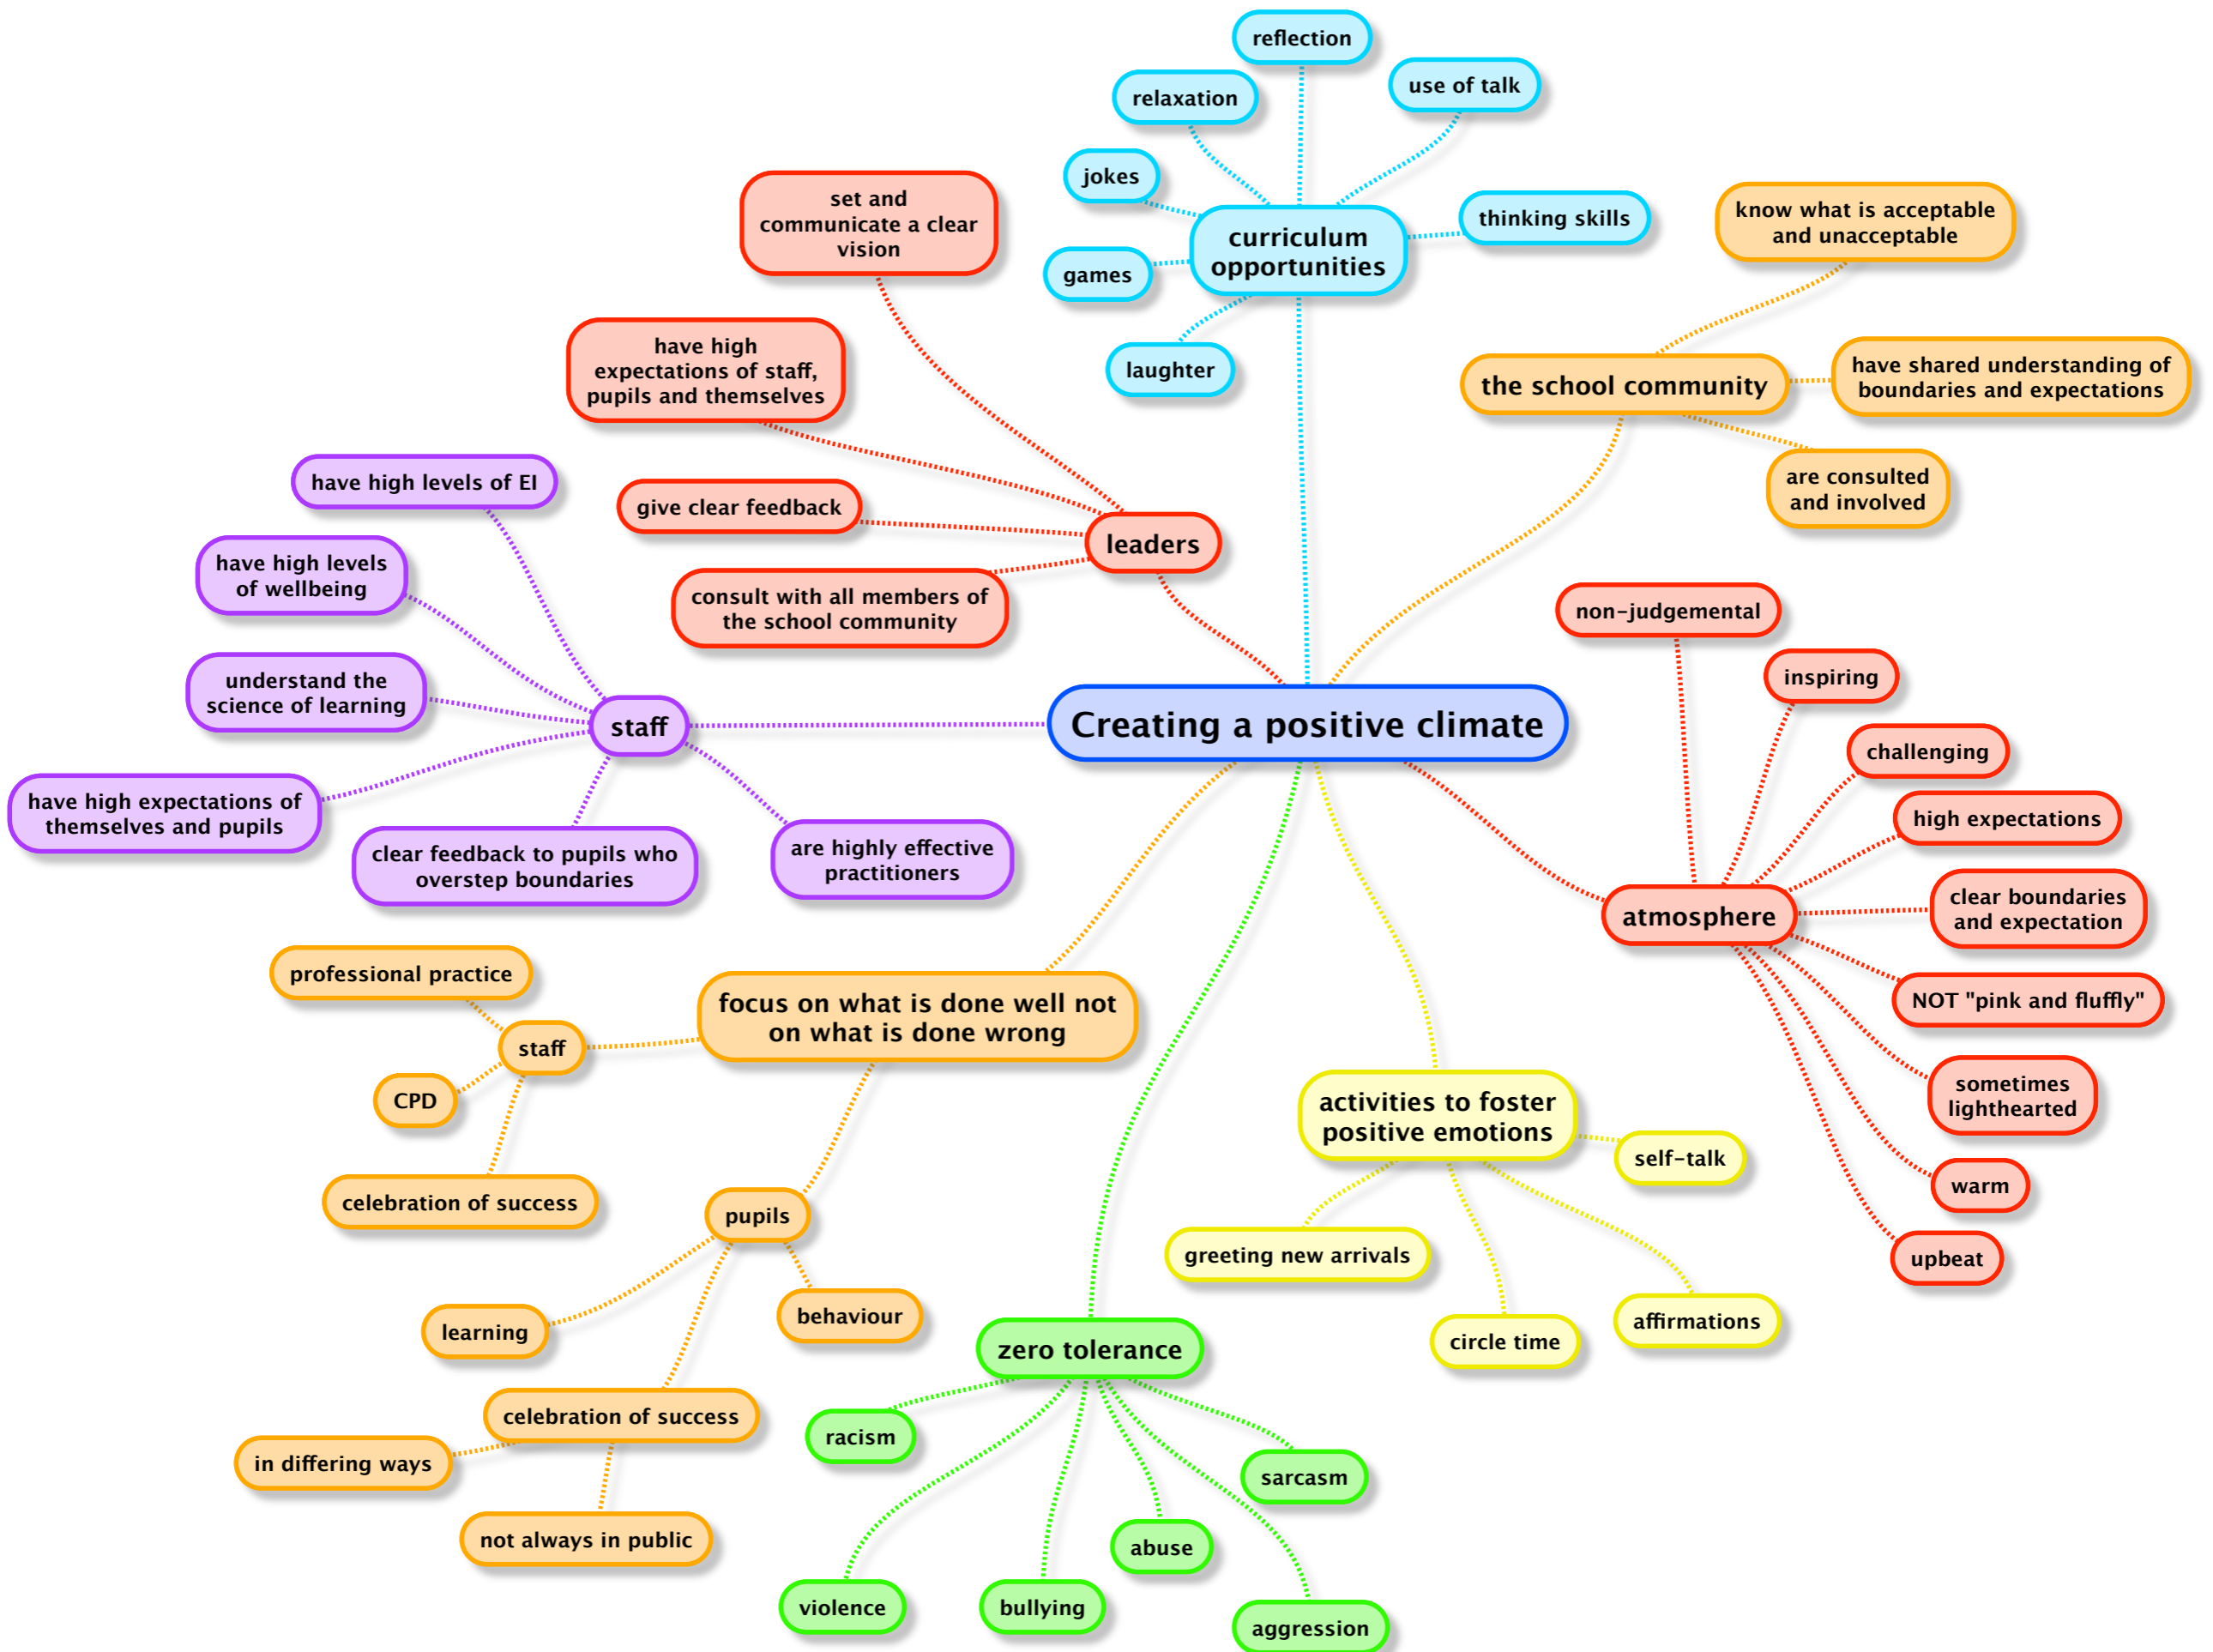 reflection
relaxation
use of talk
jokes
thinking skills
curriculum
opportunities
games
laughter
set and
communicate a clear
vision
have high
expectations of staff,
pupils and themselves
give clear feedback
leaders
consult with all members of
the school community
know what is acceptable
and unacceptable
the school community
have shared understanding of
boundaries and expectations
are consulted
and involved
have high levels of EI
have high levels
of wellbeing
understand the
science of learning
staff
have high expectations of
themselves and pupils
clear feedback to pupils who
overstep boundaries
are highly effective
practitioners
Creating a positive climate
non-judgemental
inspiring
challenging
high expectations
atmosphere
clear boundaries
and expectation
NOT "pink and fluffly"
sometimes
lighthearted
warm
upbeat
focus on what is done well not
on what is done wrong
professional practice
staff
CPD
celebration of success
pupils
learning
behaviour
celebration of success
in differing ways
not always in public
activities to foster
positive emotions
self-talk
greeting new arrivals
circle time
affirmations
zero tolerance
racism
sarcasm
abuse
violence
bullying
aggression